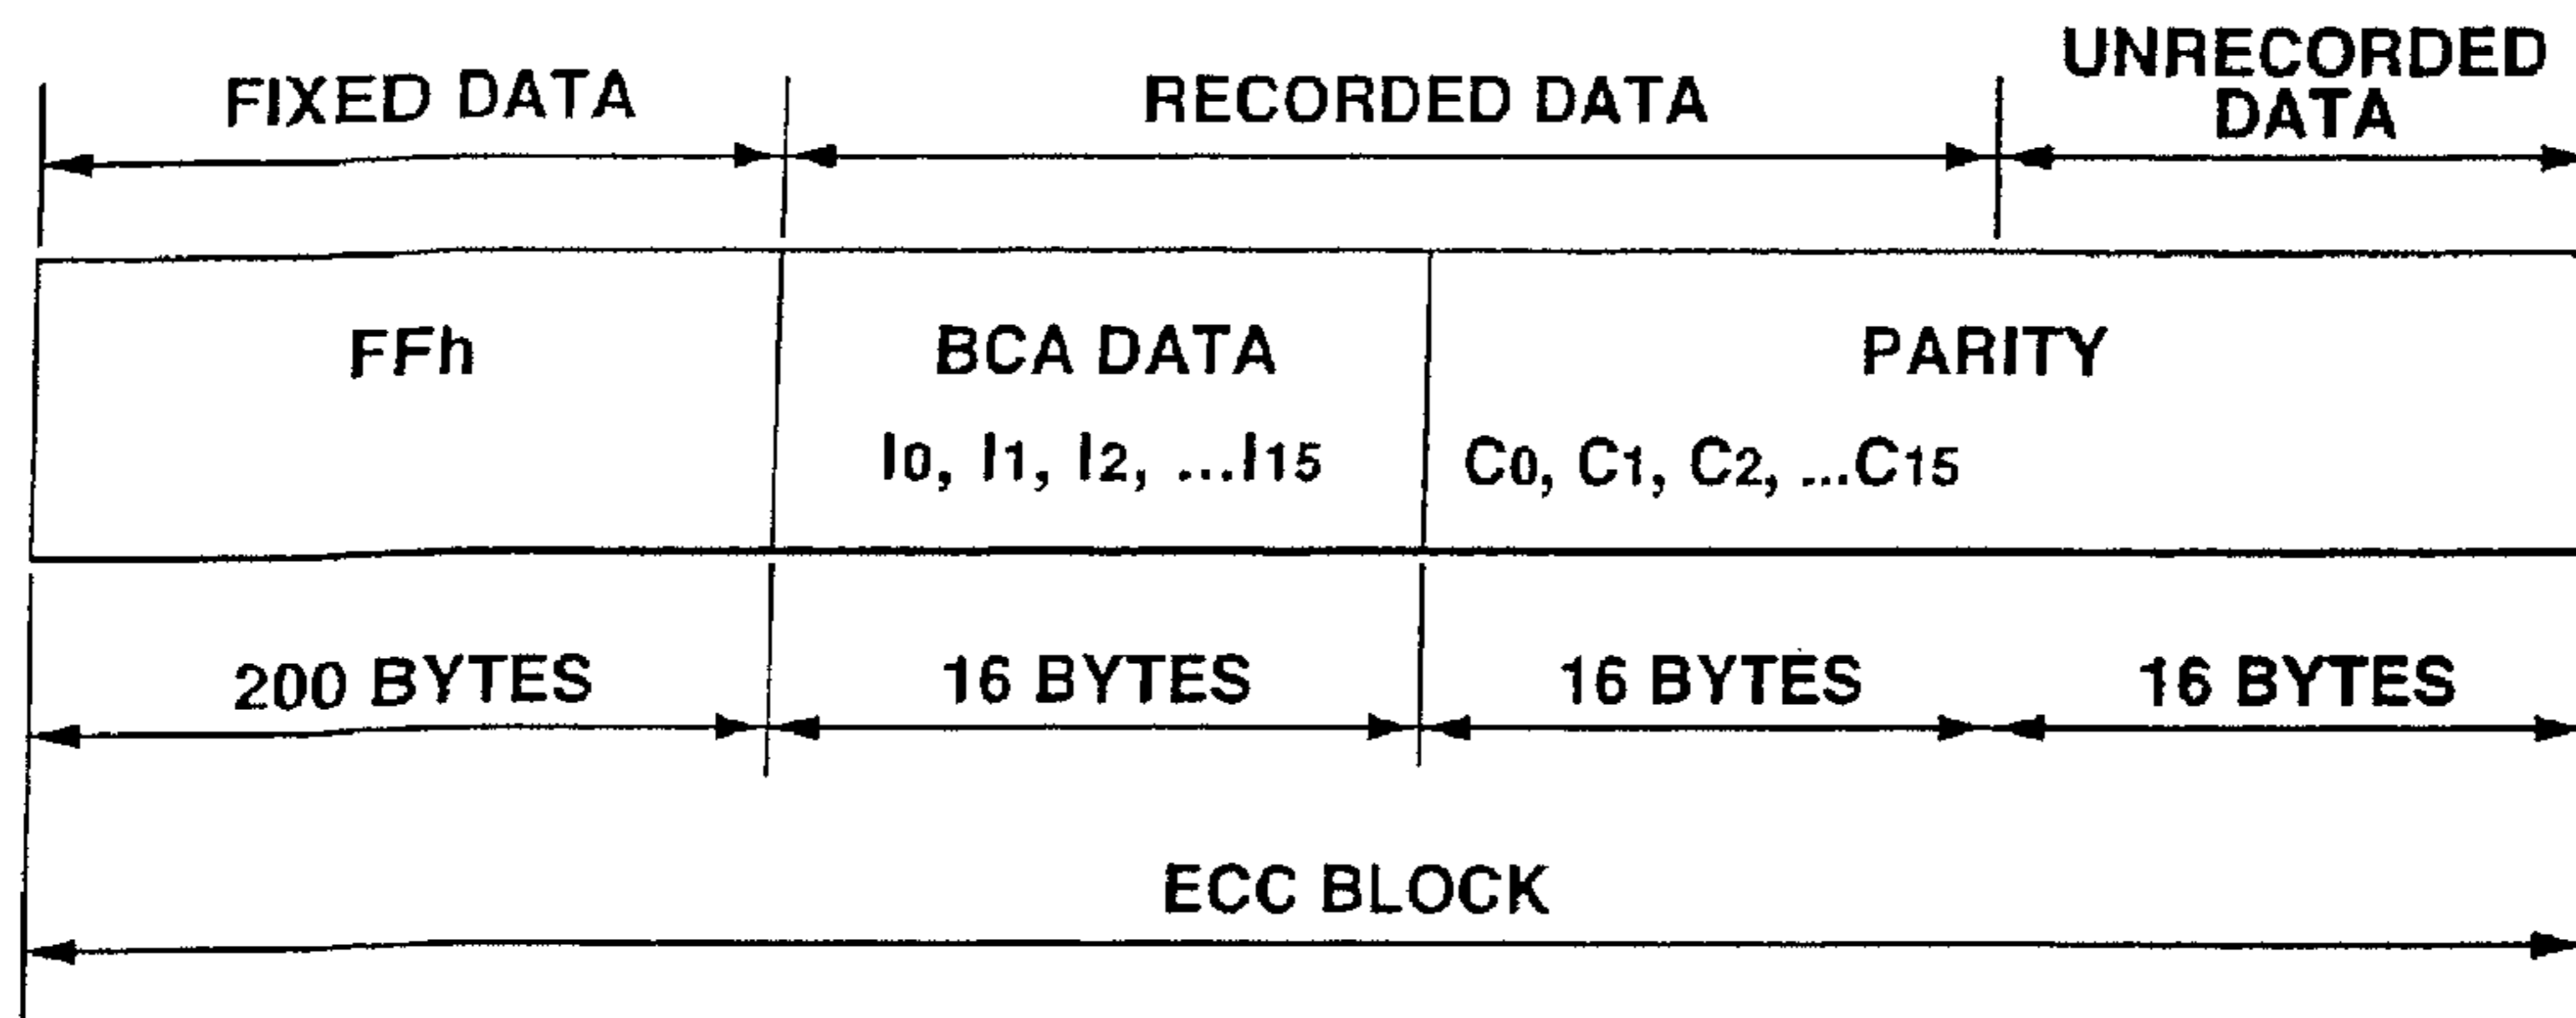 FIXED DATA
RECORDED DATA
UNRECORDED
DATA
FFh
BCA DATA
PARITY
I0, I1, I2, ...I15
C0, C1, C2, ...C15
200 BYTES
16 BYTES
16 BYTES
16 BYTES
ECC BLOCK